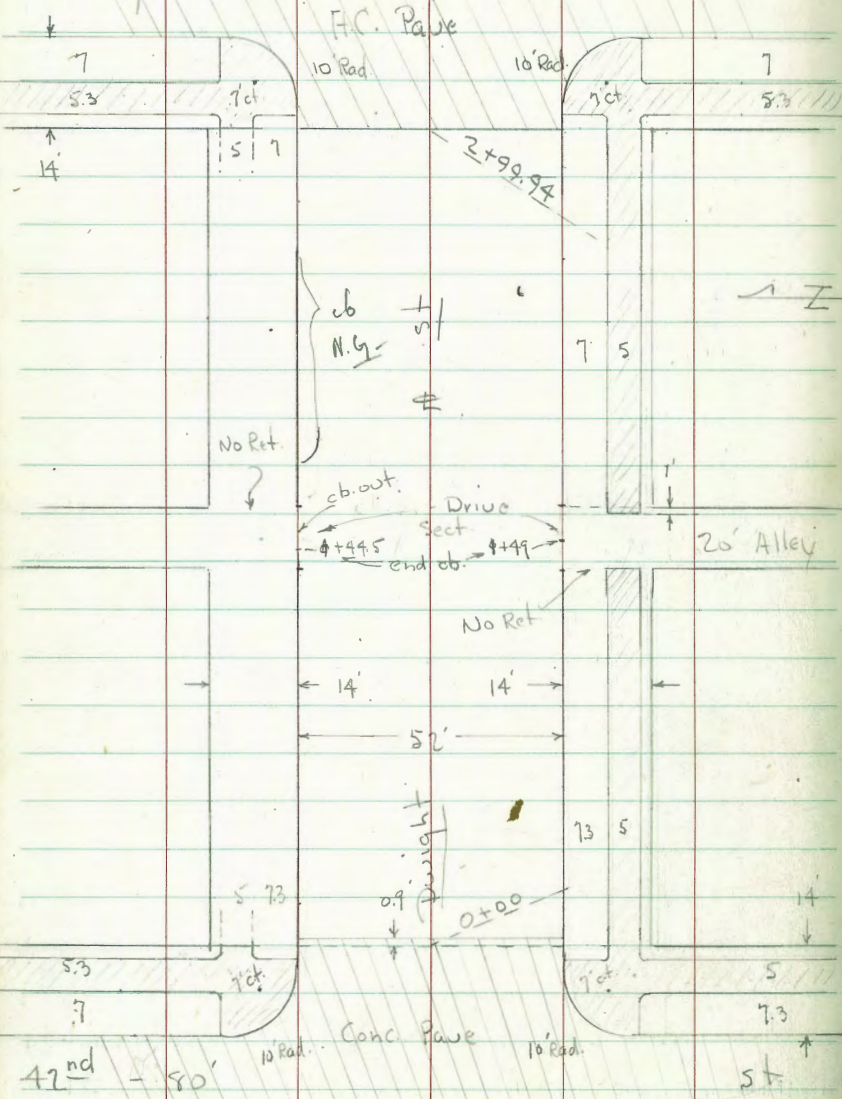 A.C. Pave
7 10' Rad. 10' Rad. 7
5.3 7' ct. 7' ct. 5.3
14' 5 7
2+99.94
cb
N.G.
St
7 5
℄
No Ret.
1'
cb. out. Drive
Sect.
20' Alley
+44.5 end cb. +49
No Ret
14' 14'
52'
Dwight
7.3 5
5 7.3 0.9' 0+00 14'
5.3 7' ct. 7' ct. 5
7 7.3
10' Rad. Conc. Pave 10' Rad.
42nd - 80' St.